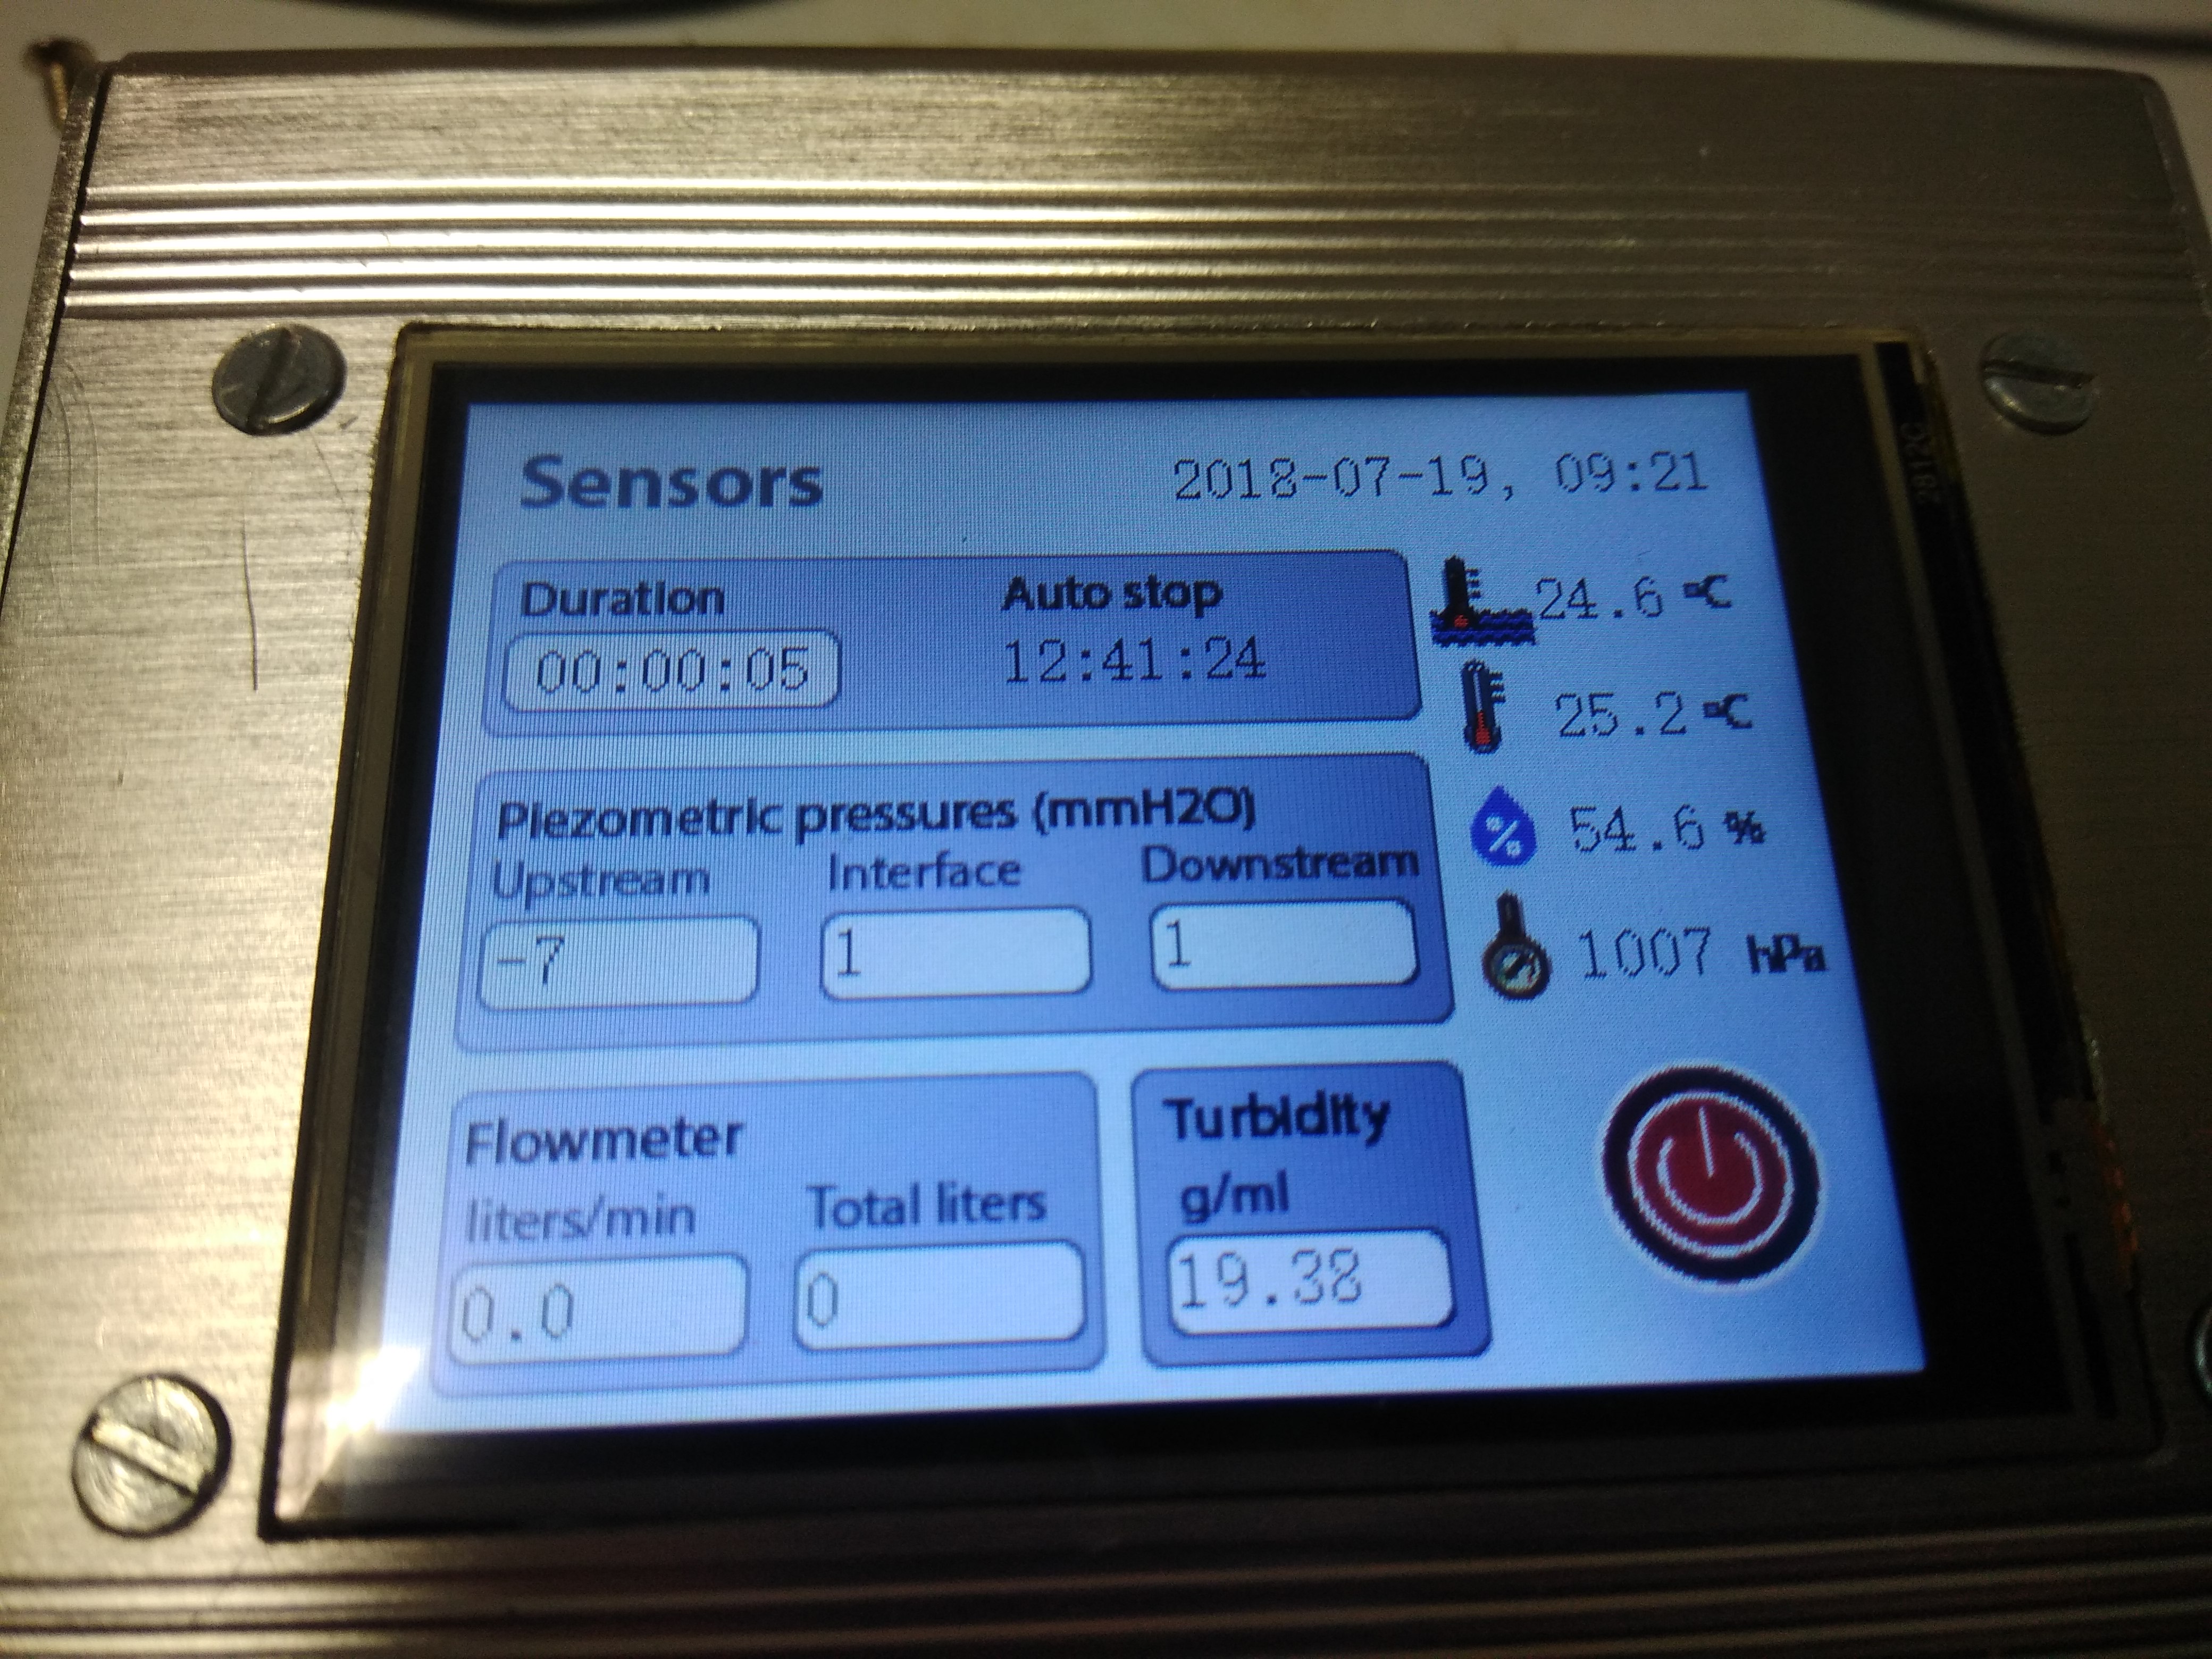 Sensors 2018-07-19, 09:21
Duration Auto stop
00:00:05 12:41:24
24.6 °C
25.2 °C
Piezometric pressures (mmH2O)
Upstream Interface Downstream
-7 1 1
% 54.6 %
1007 hPa
Flowmeter
liters/min Total liters
0.0 0
Turbidity
g/ml
19.38
2812G